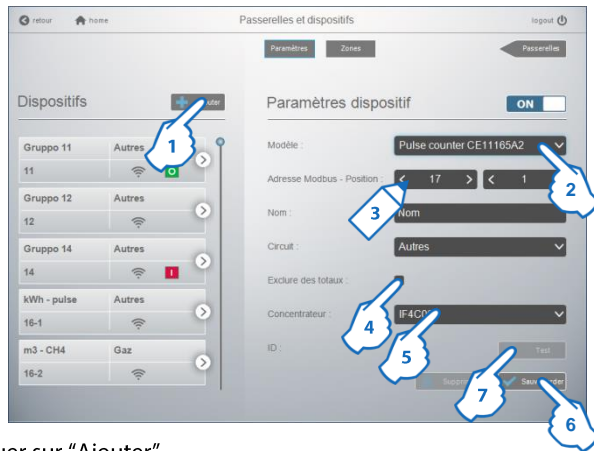 retour home Passerelles et dispositifs logout
Paramètres Zones Passerelles
Dispositifs
Paramètres dispositif ON
1
Gruppo 11 Autres
11 O
Gruppo 12 Autres
12
Gruppo 14 Autres
14 I
kWh - pulse Autres
16-1
m3 - CH4 Gaz
16-2
Modèle : Pulse counter CE11165A2
2
Adresse Modbus - Position : < 17 > < 1
3
Nom : Nom
Circuit : Autres
Exclure des totaux :
4
Concentrateur :
5
ID : Test
7
6
"Ajouter"